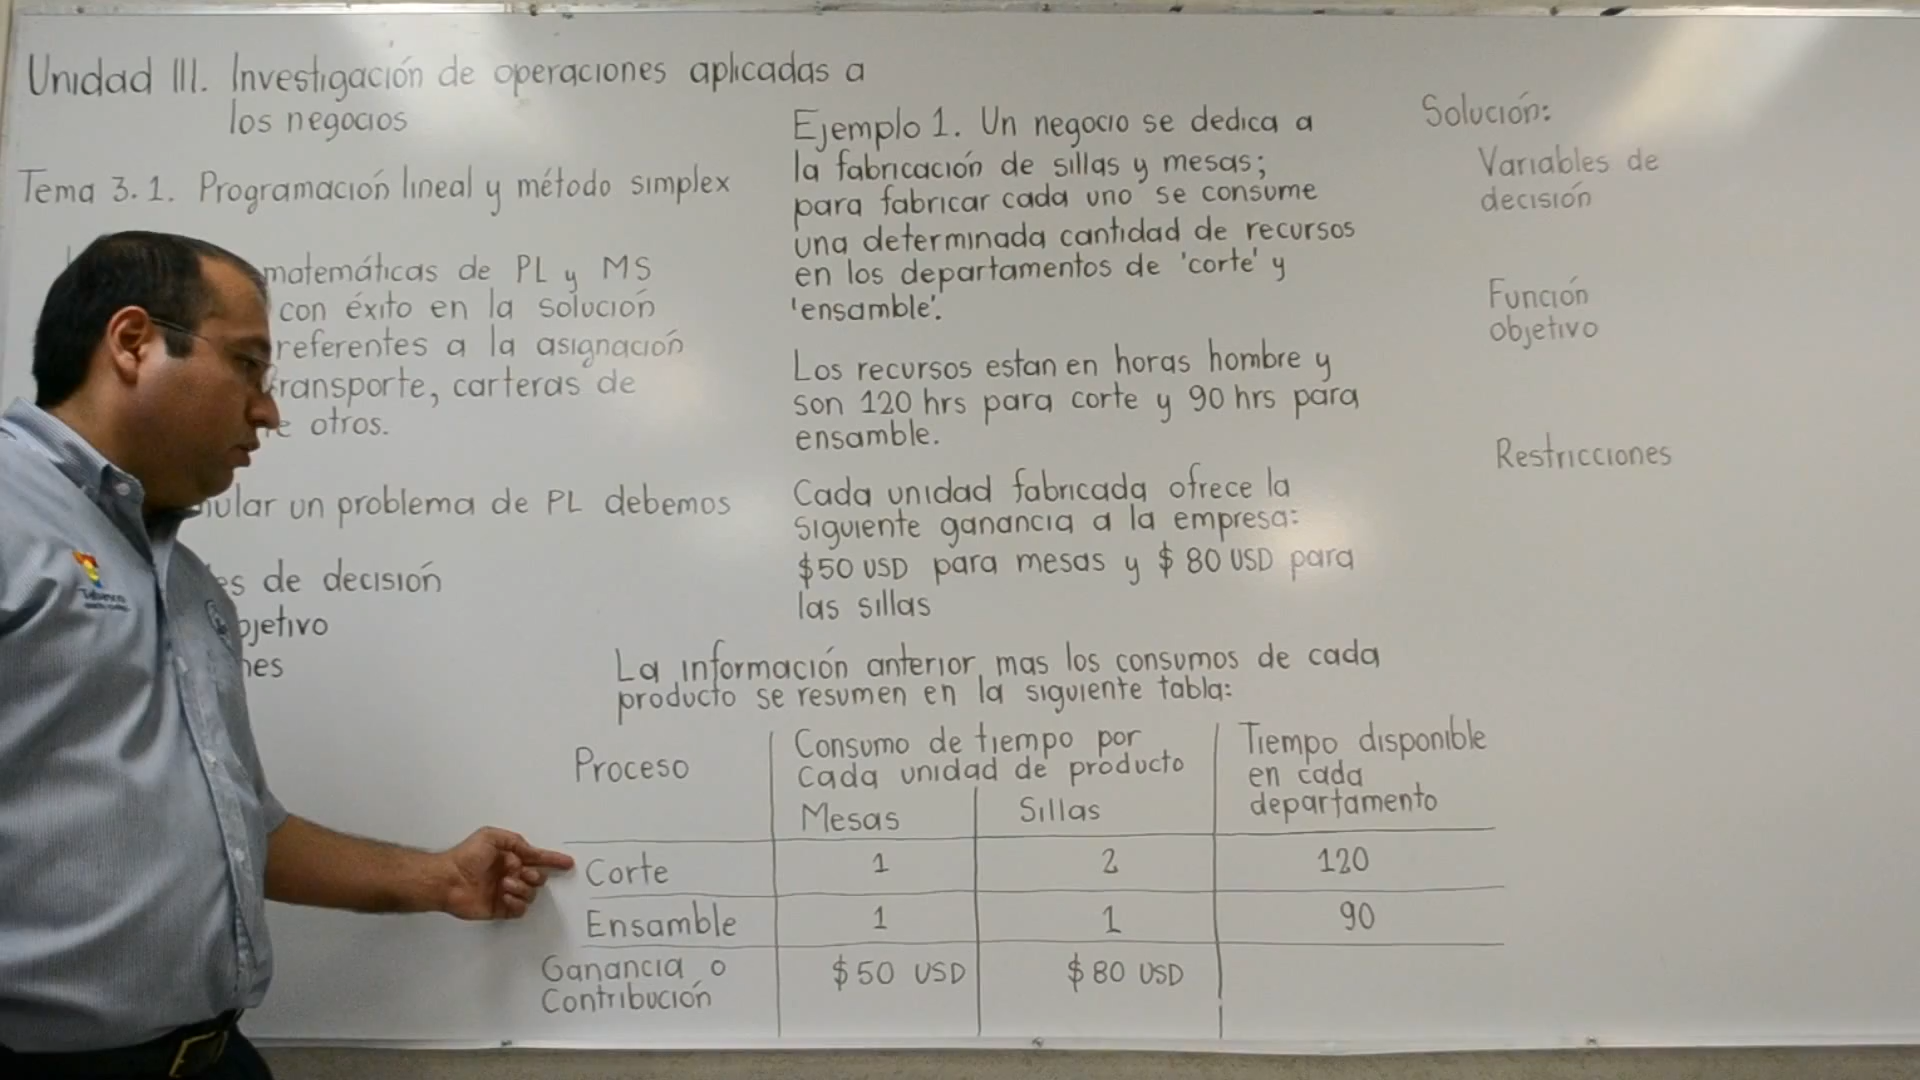 Unidad III. Investigación de operaciones aplicadas a
los negocios
Tema 3.1. Programación lineal y método simplex
matemáticas de PL y MS
con éxito en la solución
referentes a la asignación
transporte, carteras de
otros.
ular un problema de PL debemos
es de decisión
bjetivo
nes
Ejemplo 1. Un negocio se dedica a
la fabricación de sillas y mesas;
para fabricar cada uno se consume
una determinada cantidad de recursos
en los departamentos de 'corte' y
'ensamble'.
Los recursos estan en horas hombre y
son 120 hrs para corte y 90 hrs para
ensamble.
Cada unidad fabricada ofrece la
siguiente ganancia a la empresa:
$50 USD para mesas y $ 80 USD para
las sillas
La información anterior mas los consumos de cada
producto se resumen en la siguiente tabla:
Proceso
Consumo de tiempo por
cada unidad de producto
Mesas Sillas
Tiempo disponible
en cada
departamento
Corte 1 2 120
Ensamble 1 1 90
Ganancia o
Contribución $50 USD $80 USD
Solución:
Variables de
decisión
Función
objetivo
Restricciones